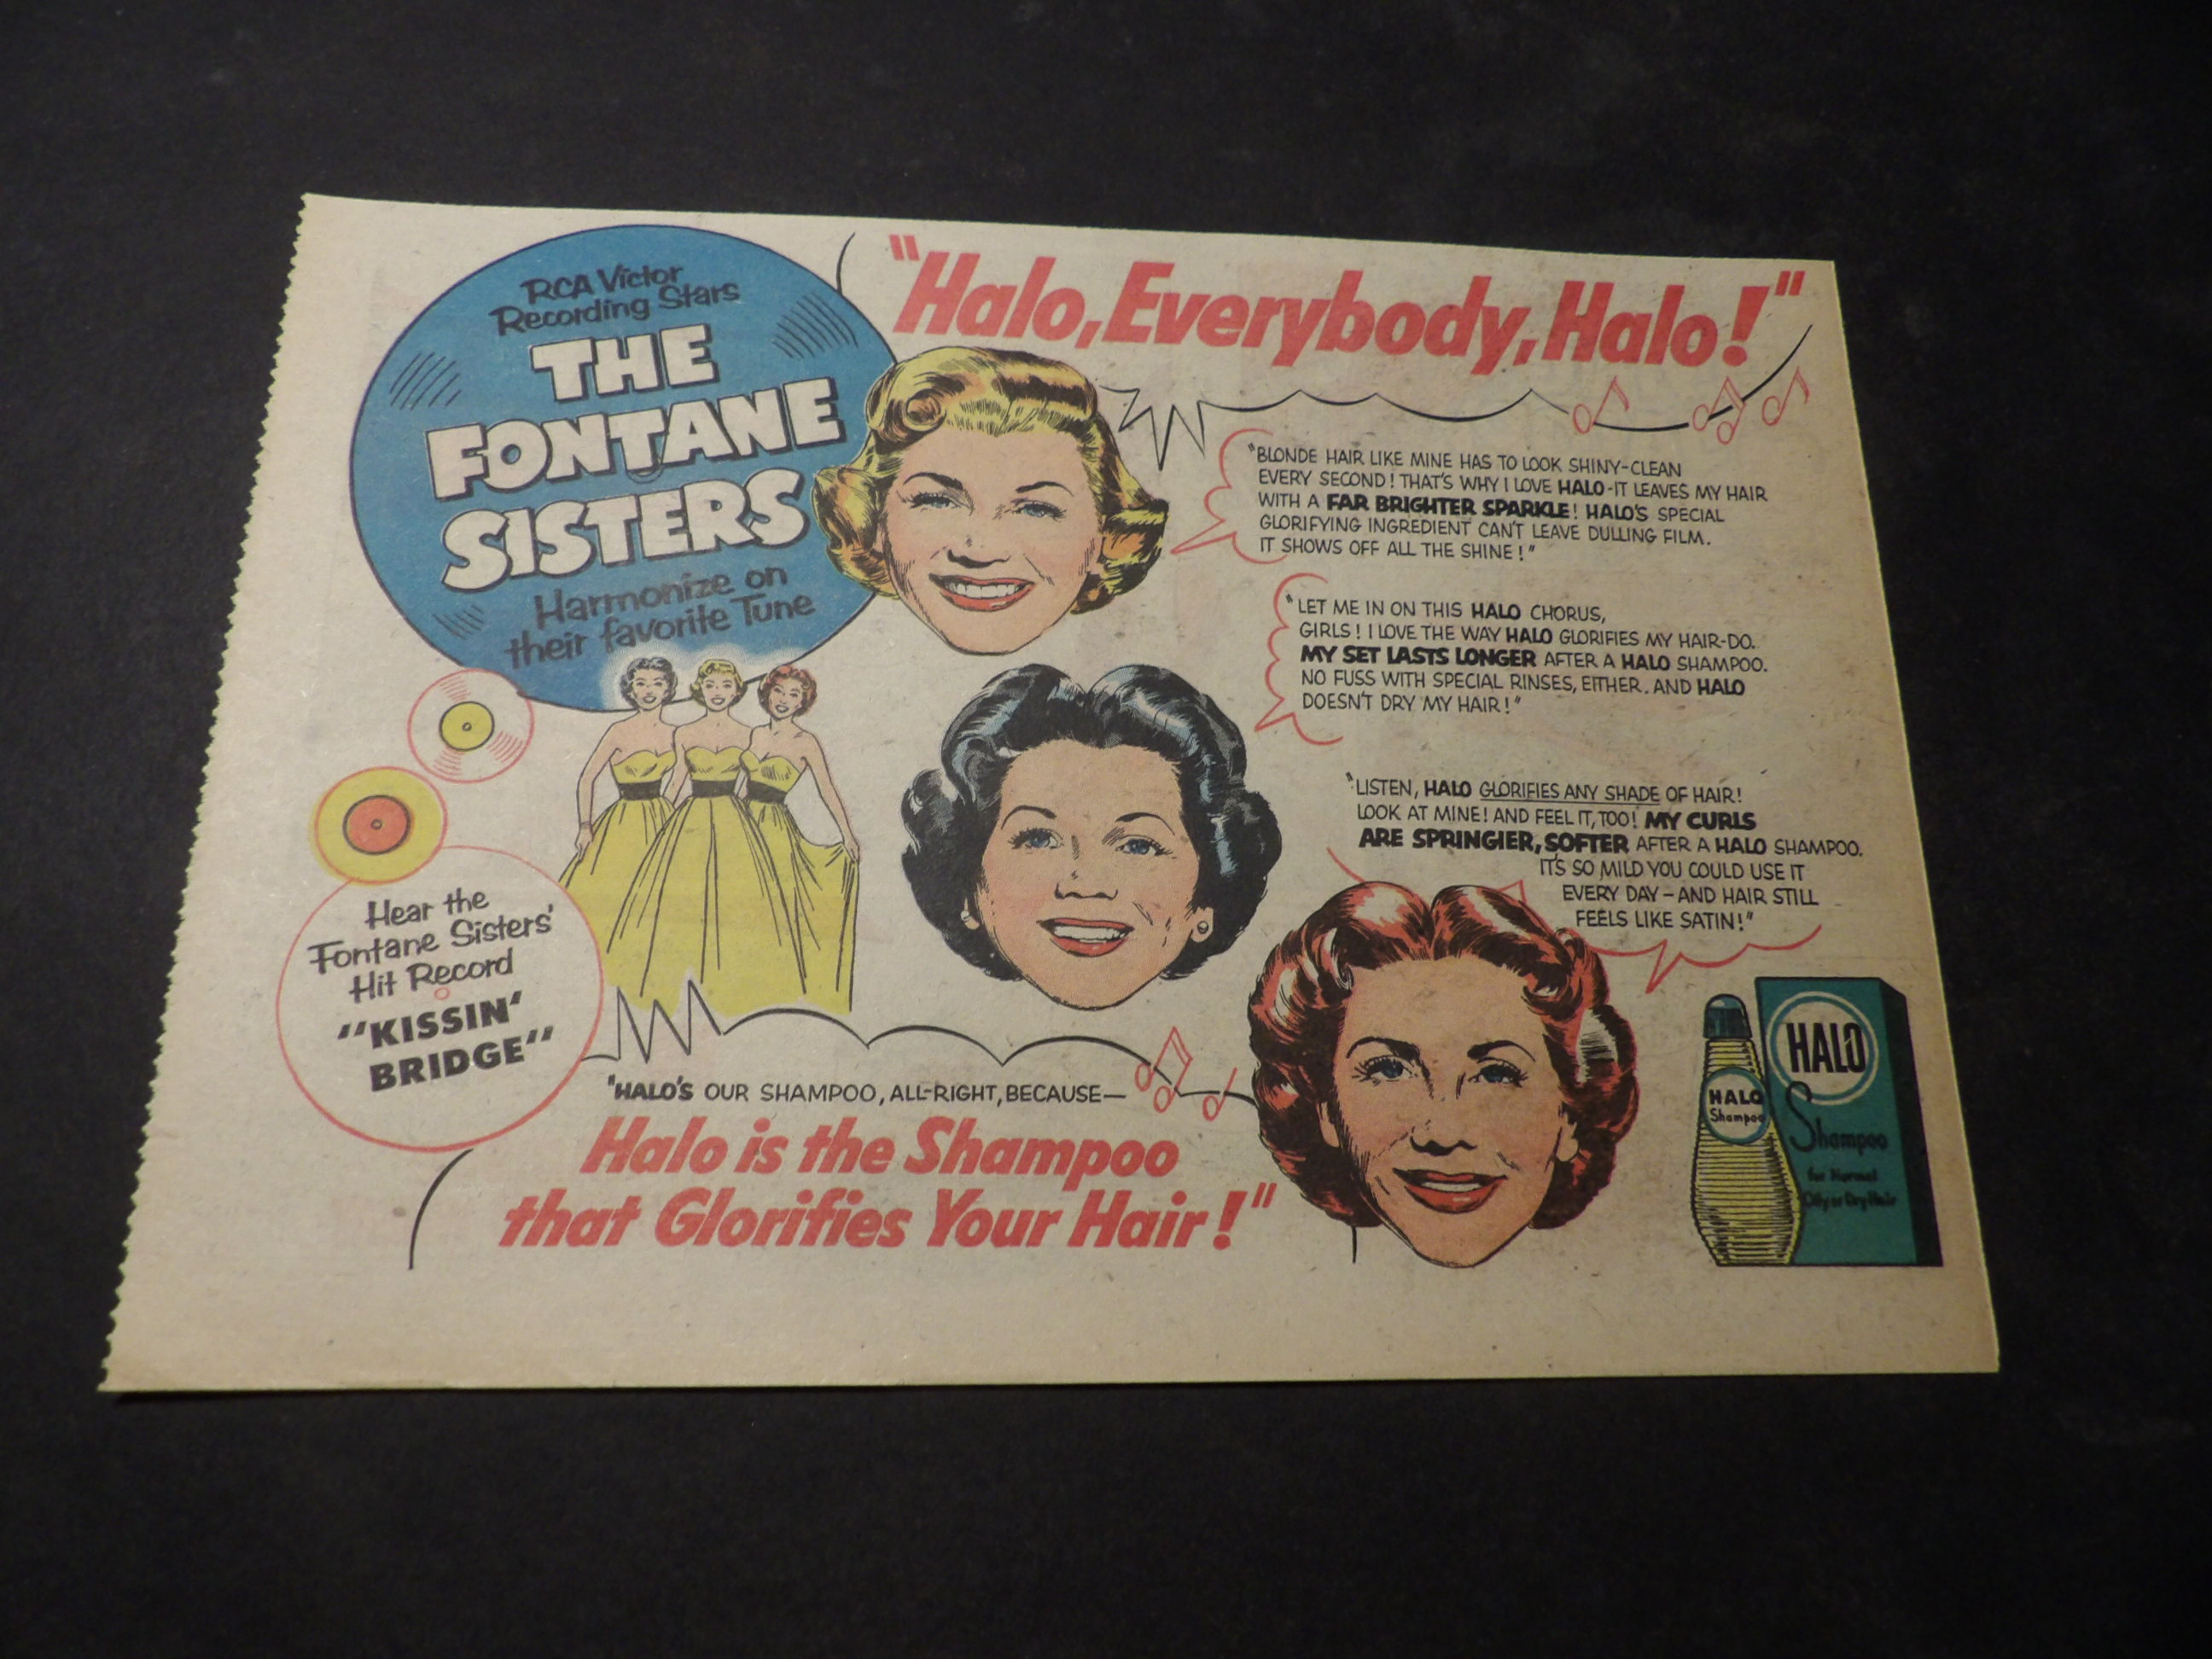 RCA Victor
Recording Stars
THE
FONTANE
SISTERS
Harmonize on
their favorite Tune
"Halo, Everybody, Halo!"
"BLONDE HAIR LIKE MINE HAS TO LOOK SHINY-CLEAN
EVERY SECOND! THAT'S WHY I LOVE HALO-IT LEAVES MY HAIR
WITH A FAR BRIGHTER SPARKLE! HALO'S SPECIAL
GLORIFYING INGREDIENT CAN'T LEAVE DULLING FILM.
IT SHOWS OFF ALL THE SHINE!"
"LET ME IN ON THIS HALO CHORUS,
GIRLS! I LOVE THE WAY HALO GLORIFIES MY HAIR-DO.
MY SET LASTS LONGER AFTER A HALO SHAMPOO.
NO FUSS WITH SPECIAL RINSES, EITHER. AND HALO
DOESN'T DRY MY HAIR!"
"LISTEN, HALO GLORIFIES ANY SHADE OF HAIR!
LOOK AT MINE! AND FEEL IT, TOO! MY CURLS
ARE SPRINGIER, SOFTER AFTER A HALO SHAMPOO.
IT'S SO MILD YOU COULD USE IT
EVERY DAY – AND HAIR STILL
FEELS LIKE SATIN!"
Hear the
Fontane Sisters'
Hit Record
"KISSIN'
BRIDGE"
"HALO'S OUR SHAMPOO, ALL-RIGHT, BECAUSE—
Halo is the Shampoo
that Glorifies Your Hair!"
HALO
Shampoo
HALO
Shampoo
for Normal
Oily or Dry Hair